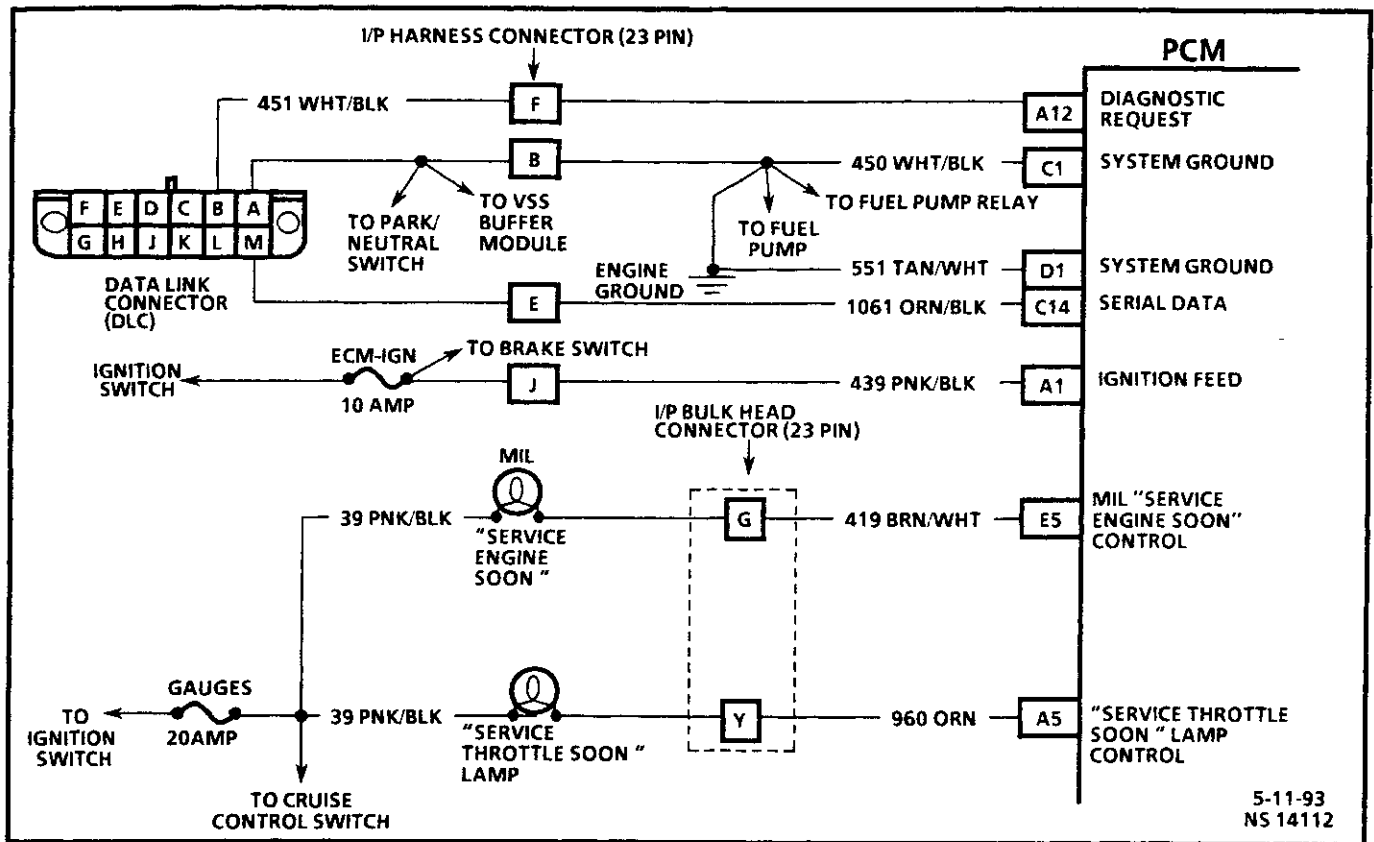 I/P HARNESS CONNECTOR (23 PIN)
PCM
451 WHT/BLK
F
A12
DIAGNOSTIC
REQUEST
B
450 WHT/BLK
C1
SYSTEM GROUND
F E D C B A
G H J K L M
DATA LINK
CONNECTOR
(DLC)
TO PARK/
NEUTRAL
SWITCH
TO VSS
BUFFER
MODULE
TO FUEL PUMP RELAY
TO FUEL
PUMP
ENGINE
GROUND
551 TAN/WHT
D1
SYSTEM GROUND
E
1061 ORN/BLK
C14
SERIAL DATA
IGNITION
SWITCH
ECM-IGN
10 AMP
TO BRAKE SWITCH
J
439 PNK/BLK
A1
IGNITION FEED
I/P BULK HEAD
CONNECTOR (23 PIN)
MIL
39 PNK/BLK
"SERVICE
ENGINE
SOON "
G
419 BRN/WHT
E5
MIL "SERVICE
ENGINE SOON"
CONTROL
TO
IGNITION
SWITCH
GAUGES
20AMP
39 PNK/BLK
"SERVICE
THROTTLE SOON "
LAMP
Y
960 ORN
A5
"SERVICE THROTTLE
SOON " LAMP
CONTROL
TO CRUISE
CONTROL SWITCH
5-11-93
NS 14112